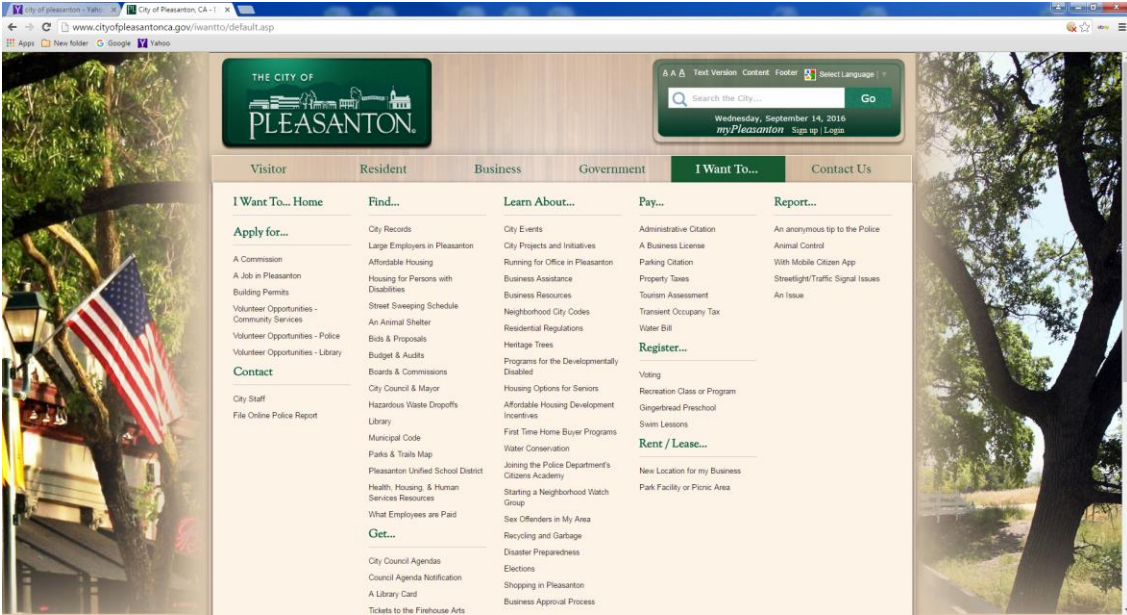 city of pleasanton - Yaho
City of Pleasanton, CA - I
www.cityofpleasantonca.gov/iwantto/default.asp
Apps New folder Google Yahoo
THE CITY OF
PLEASANTON
A A A Text Version Content Footer Select Language
Search the City... Go
Wednesday, September 14, 2016
myPleasanton Sign up | Login
Visitor Resident Business Government I Want To... Contact Us
I Want To... Home
Apply for...
A Commission
A Job in Pleasanton
Building Permits
Volunteer Opportunities -
Community Services
Volunteer Opportunities - Police
Volunteer Opportunities - Library
Contact
City Staff
File Online Police Report
Find...
City Records
Large Employers in Pleasanton
Affordable Housing
Housing for Persons with
Disabilities
Street Sweeping Schedule
An Animal Shelter
Bids & Proposals
Budget & Audits
Boards & Commissions
City Council & Mayor
Hazardous Waste Dropoffs
Library
Municipal Code
Parks & Trails Map
Pleasanton Unified School District
Health, Housing, & Human
Services Resources
What Employees are Paid
Get...
City Council Agendas
Council Agenda Notification
A Library Card
Tickets to the Firehouse Arts
Learn About...
City Events
City Projects and Initiatives
Running for Office in Pleasanton
Business Assistance
Business Resources
Neighborhood City Codes
Residential Regulations
Heritage Trees
Programs for the Developmentally
Disabled
Housing Options for Seniors
Affordable Housing Development
Incentives
First Time Home Buyer Programs
Water Conservation
Joining the Police Department's
Citizens Academy
Starting a Neighborhood Watch
Group
Sex Offenders in My Area
Recycling and Garbage
Disaster Preparedness
Elections
Shopping in Pleasanton
Business Approval Process
Pay...
Administrative Citation
A Business License
Parking Citation
Property Taxes
Tourism Assessment
Transient Occupany Tax
Water Bill
Register...
Voting
Recreation Class or Program
Gingerbread Preschool
Swim Lessons
Rent / Lease...
New Location for my Business
Park Facility or Picnic Area
Report...
An anonymous tip to the Police
Animal Control
With Mobile Citizen App
Streetlight/Traffic Signal Issues
An Issue